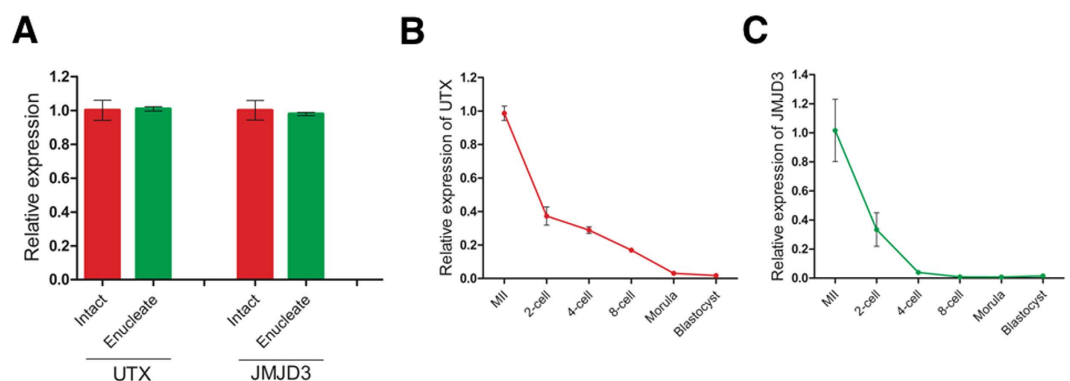 A
Relative expression
1.2
1.0
0.8
0.6
0.4
0.2
0.0
Intact
Enucleate
Intact
Enucleate
UTX
JMJD3
B
Relative expression of UTX
1.2
1.0
0.8
0.6
0.4
0.2
0.0
MII
2-cell
4-cell
8-cell
Morula
Blastocyst
C
Relative expression of JMJD3
1.4
1.2
1.0
0.8
0.6
0.4
0.2
0.0
MII
2-cell
4-cell
8-cell
Morula
Blastocyst